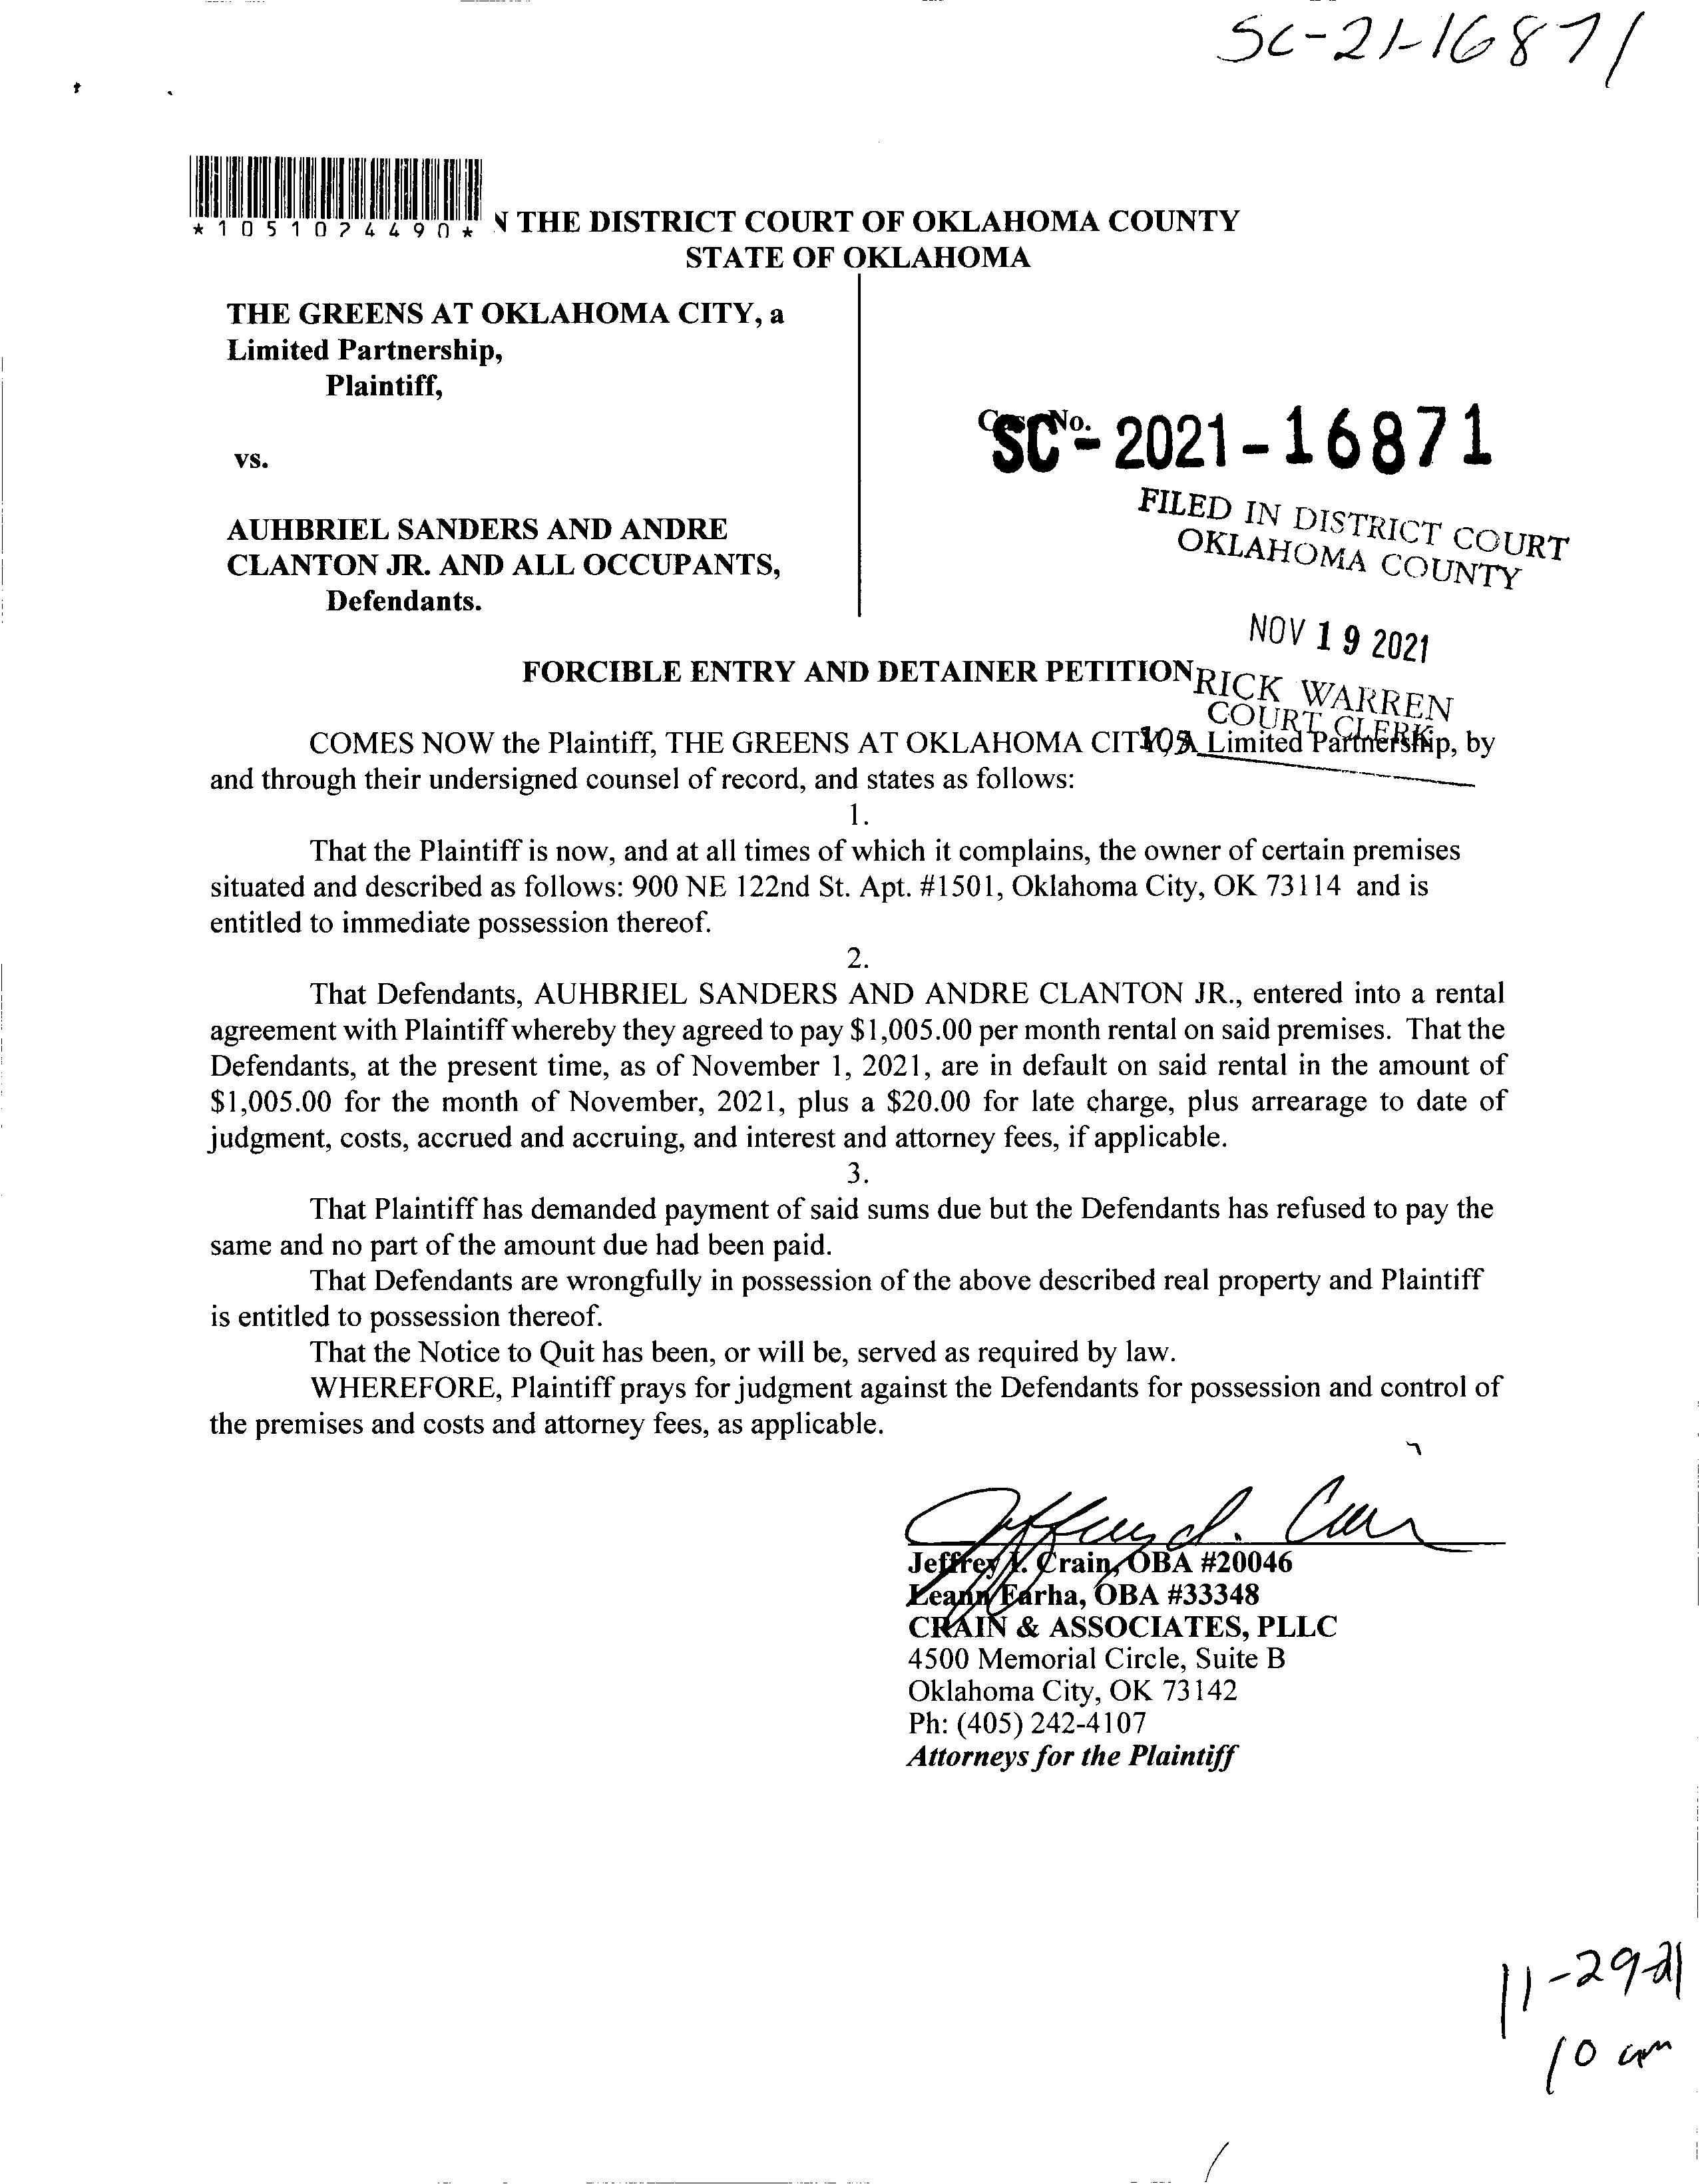 SC-21-16871
*1051024490*
N THE DISTRICT COURT OF OKLAHOMA COUNTY
STATE OF OKLAHOMA
THE GREENS AT OKLAHOMA CITY, a
Limited Partnership,
Plaintiff,
vs.
AUHBRIEL SANDERS AND ANDRE
CLANTON JR. AND ALL OCCUPANTS,
Defendants.
Case No.
SC - 2021 - 16871
FILED IN DISTRICT COURT
OKLAHOMA COUNTY
NOV 19 2021
RICK WARREN
COURT CLERK
105
FORCIBLE ENTRY AND DETAINER PETITION
COMES NOW the Plaintiff, THE GREENS AT OKLAHOMA CITY, A Limited Partnership, by
and through their undersigned counsel of record, and states as follows:
1.
That the Plaintiff is now, and at all times of which it complains, the owner of certain premises
situated and described as follows: 900 NE 122nd St. Apt. #1501, Oklahoma City, OK 73114 and is
entitled to immediate possession thereof.
2.
That Defendants, AUHBRIEL SANDERS AND ANDRE CLANTON JR., entered into a rental
agreement with Plaintiff whereby they agreed to pay $1,005.00 per month rental on said premises. That the
Defendants, at the present time, as of November 1, 2021, are in default on said rental in the amount of
$1,005.00 for the month of November, 2021, plus a $20.00 for late charge, plus arrearage to date of
judgment, costs, accrued and accruing, and interest and attorney fees, if applicable.
3.
That Plaintiff has demanded payment of said sums due but the Defendants has refused to pay the
same and no part of the amount due had been paid.
That Defendants are wrongfully in possession of the above described real property and Plaintiff
is entitled to possession thereof.
That the Notice to Quit has been, or will be, served as required by law.
WHEREFORE, Plaintiff prays for judgment against the Defendants for possession and control of
the premises and costs and attorney fees, as applicable.
Jeffrey I. Crain, OBA #20046
Leann Farha, OBA #33348
CRAIN & ASSOCIATES, PLLC
4500 Memorial Circle, Suite B
Oklahoma City, OK 73142
Ph: (405) 242-4107
Attorneys for the Plaintiff
11-29-21
10 am